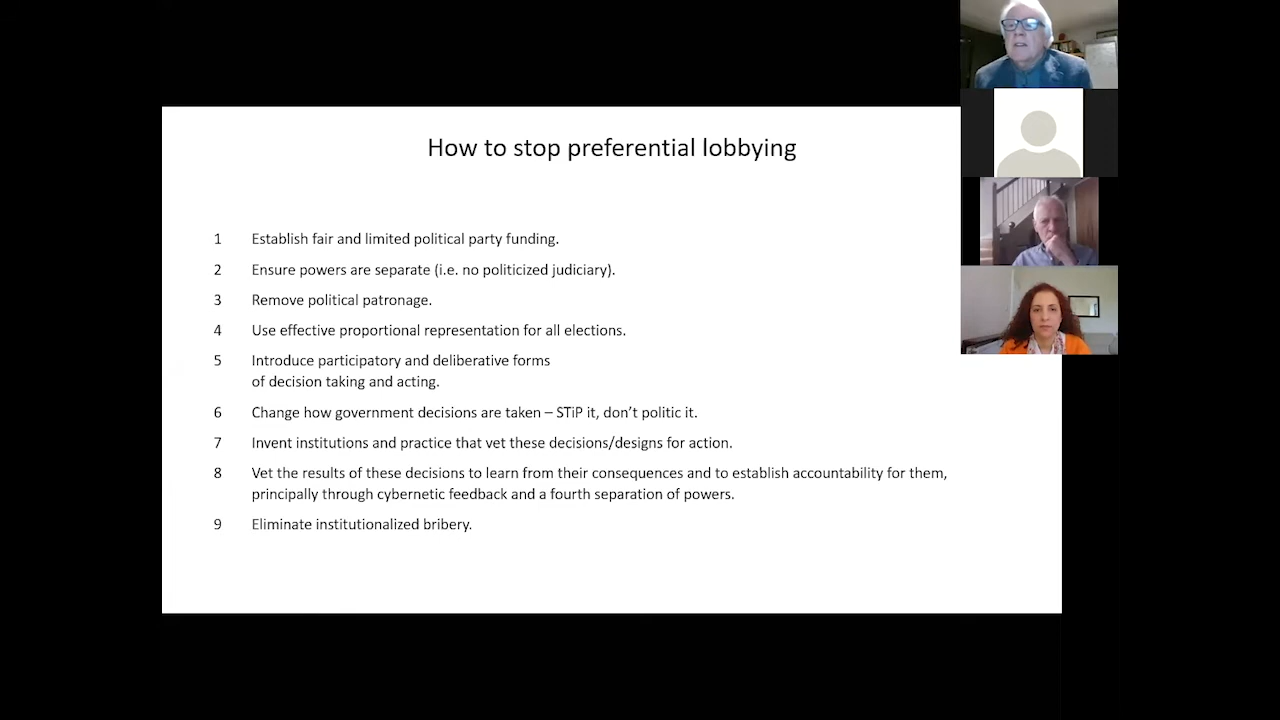 How to stop preferential lobbying
1 Establish fair and limited political party funding.
2 Ensure powers are separate (i.e. no politicized judiciary).
3 Remove political patronage.
4 Use effective proportional representation for all elections.
5 Introduce participatory and deliberative forms
of decision taking and acting.
6 Change how government decisions are taken – STiP it, don’t politic it.
7 Invent institutions and practice that vet these decisions/designs for action.
8 Vet the results of these decisions to learn from their consequences and to establish accountability for them,
principally through cybernetic feedback and a fourth separation of powers.
9 Eliminate institutionalized bribery.